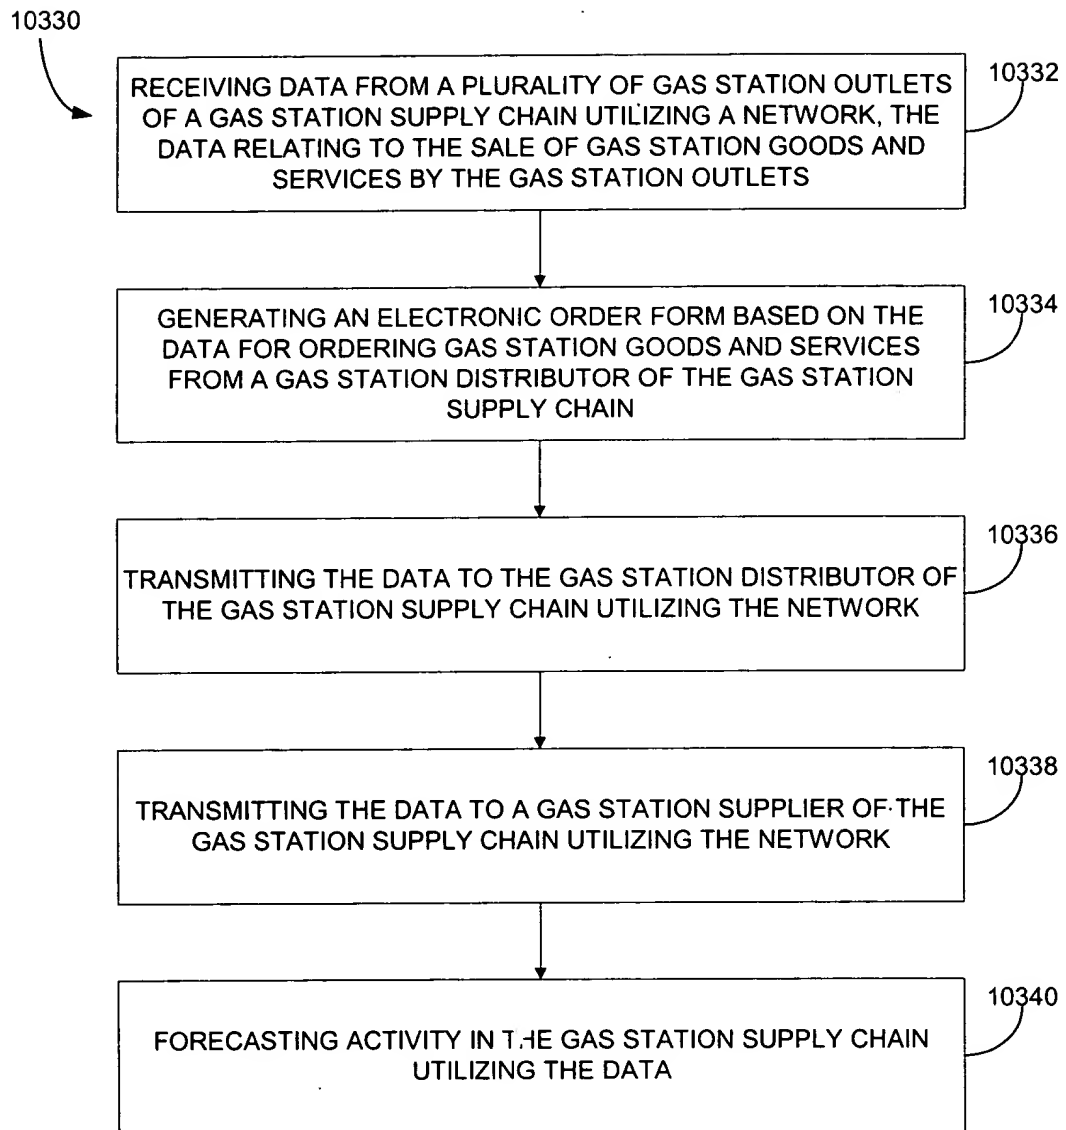 10330
10332
RECEIVING DATA FROM A PLURALITY OF GAS STATION OUTLETS
OF A GAS STATION SUPPLY CHAIN UTILIZING A NETWORK, THE
DATA RELATING TO THE SALE OF GAS STATION GOODS AND
SERVICES BY THE GAS STATION OUTLETS
10334
GENERATING AN ELECTRONIC ORDER FORM BASED ON THE
DATA FOR ORDERING GAS STATION GOODS AND SERVICES
FROM A GAS STATION DISTRIBUTOR OF THE GAS STATION
SUPPLY CHAIN
10336
TRANSMITTING THE DATA TO THE GAS STATION DISTRIBUTOR OF
THE GAS STATION SUPPLY CHAIN UTILIZING THE NETWORK
10338
TRANSMITTING THE DATA TO A GAS STATION SUPPLIER OF THE
GAS STATION SUPPLY CHAIN UTILIZING THE NETWORK
10340
FORECASTING ACTIVITY IN THE GAS STATION SUPPLY CHAIN
UTILIZING THE DATA